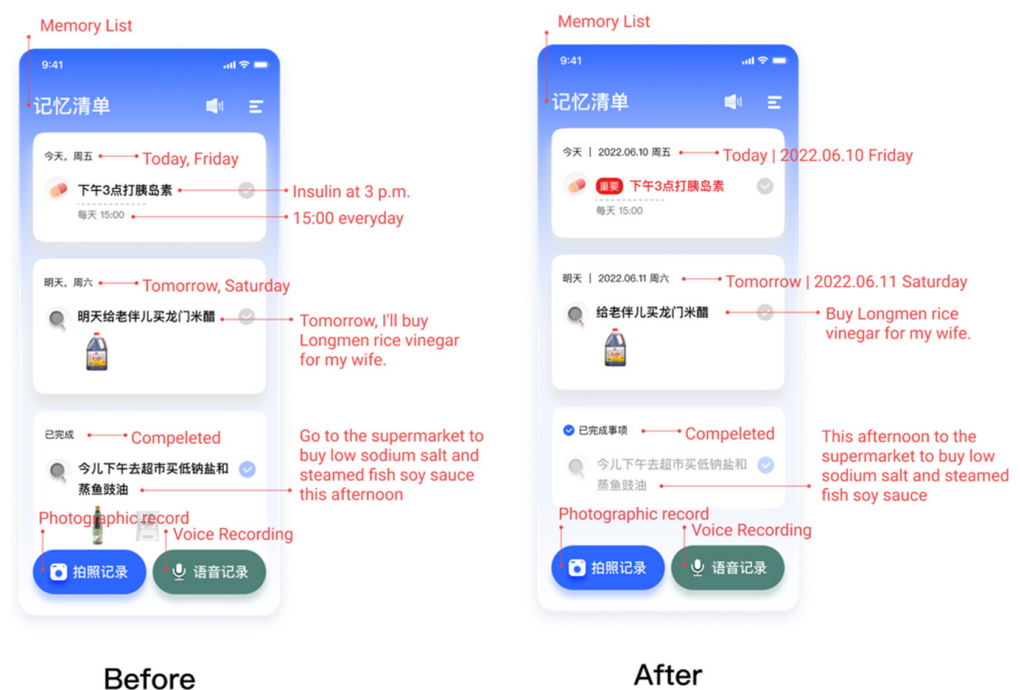 Memory List
9:41
记忆清单
今天，周五
Today, Friday
下午3点打胰岛素
Insulin at 3 p.m.
每天 15:00
15:00 everyday
明天，周六
Tomorrow, Saturday
明天给老伴儿买龙门米醋
Tomorrow, I'll buy
Longmen rice vinegar
for my wife.
已完成
Compeleted
今儿下午去超市买低钠盐和
蒸鱼豉油
Go to the supermarket to
buy low sodium salt and
steamed fish soy sauce
this afternoon
Photographic record
Voice Recording
拍照记录
语音记录
Before
Memory List
9:41
记忆清单
今天 | 2022.06.10 周五
Today | 2022.06.10 Friday
重要 下午3点打胰岛素
每天 15:00
明天 | 2022.06.11 周六
Tomorrow | 2022.06.11 Saturday
给老伴儿买龙门米醋
Buy Longmen rice
vinegar for my wife.
已完成事项
Compeleted
今儿下午去超市买低钠盐和
蒸鱼豉油
This afternoon to the
supermarket to buy low
sodium salt and steamed
fish soy sauce
Photographic record
Voice Recording
拍照记录
语音记录
After